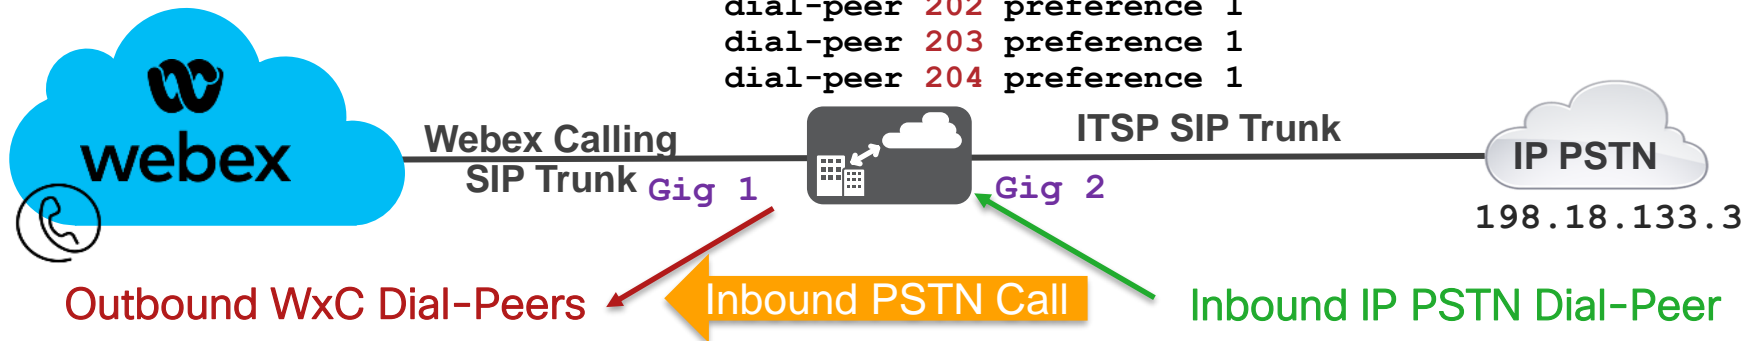 dial-peer 202 preference 1
dial-peer 203 preference 1
dial-peer 204 preference 1
webex
Webex Calling
SIP Trunk
Gig 1
Gig 2
ITSP SIP Trunk
IP PSTN
198.18.133.3
Outbound WxC Dial-Peers
Inbound PSTN Call
Inbound IP PSTN Dial-Peer